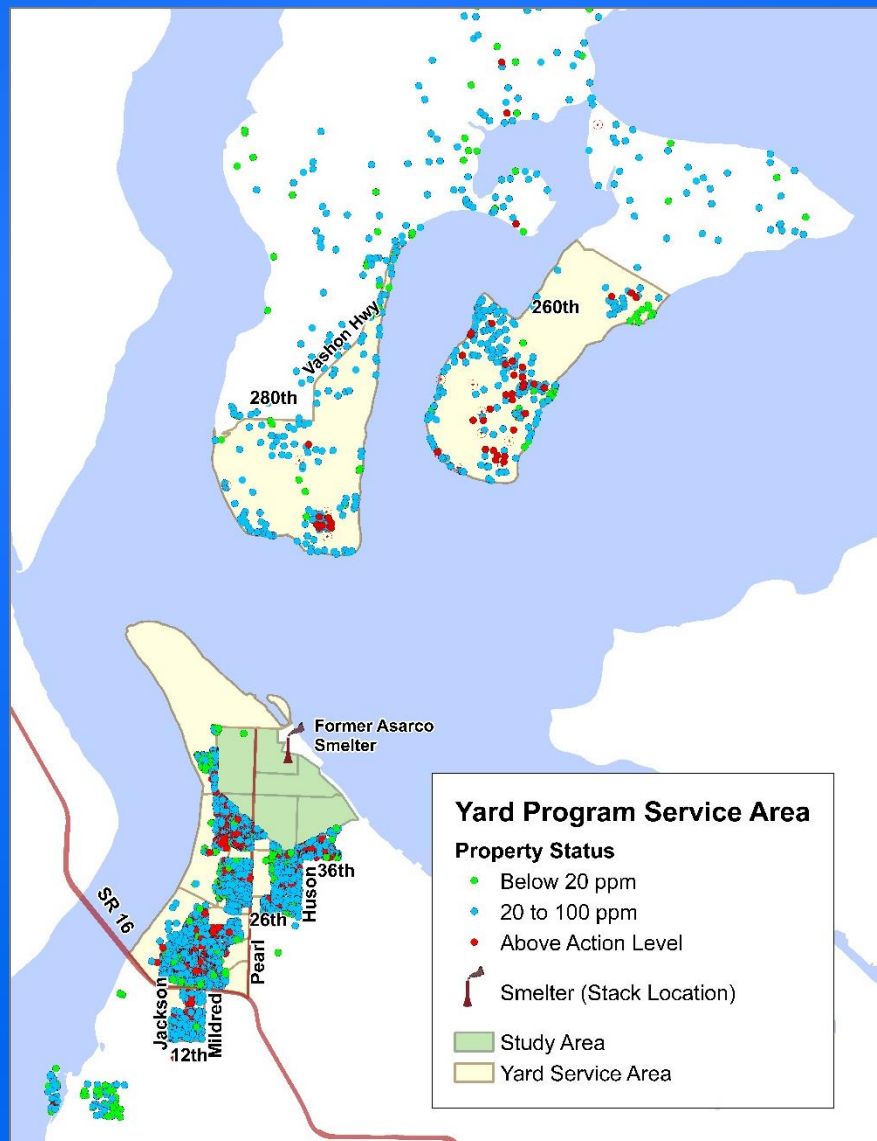 260th
Vashon Hwy
280th
Former Asarco
Smelter
36th
Huson
26th
SR 16
Pearl
Jackson
Mildred
12th
Yard Program Service Area
Property Status
Below 20 ppm
20 to 100 ppm
Above Action Level
Smelter (Stack Location)
Study Area
Yard Service Area